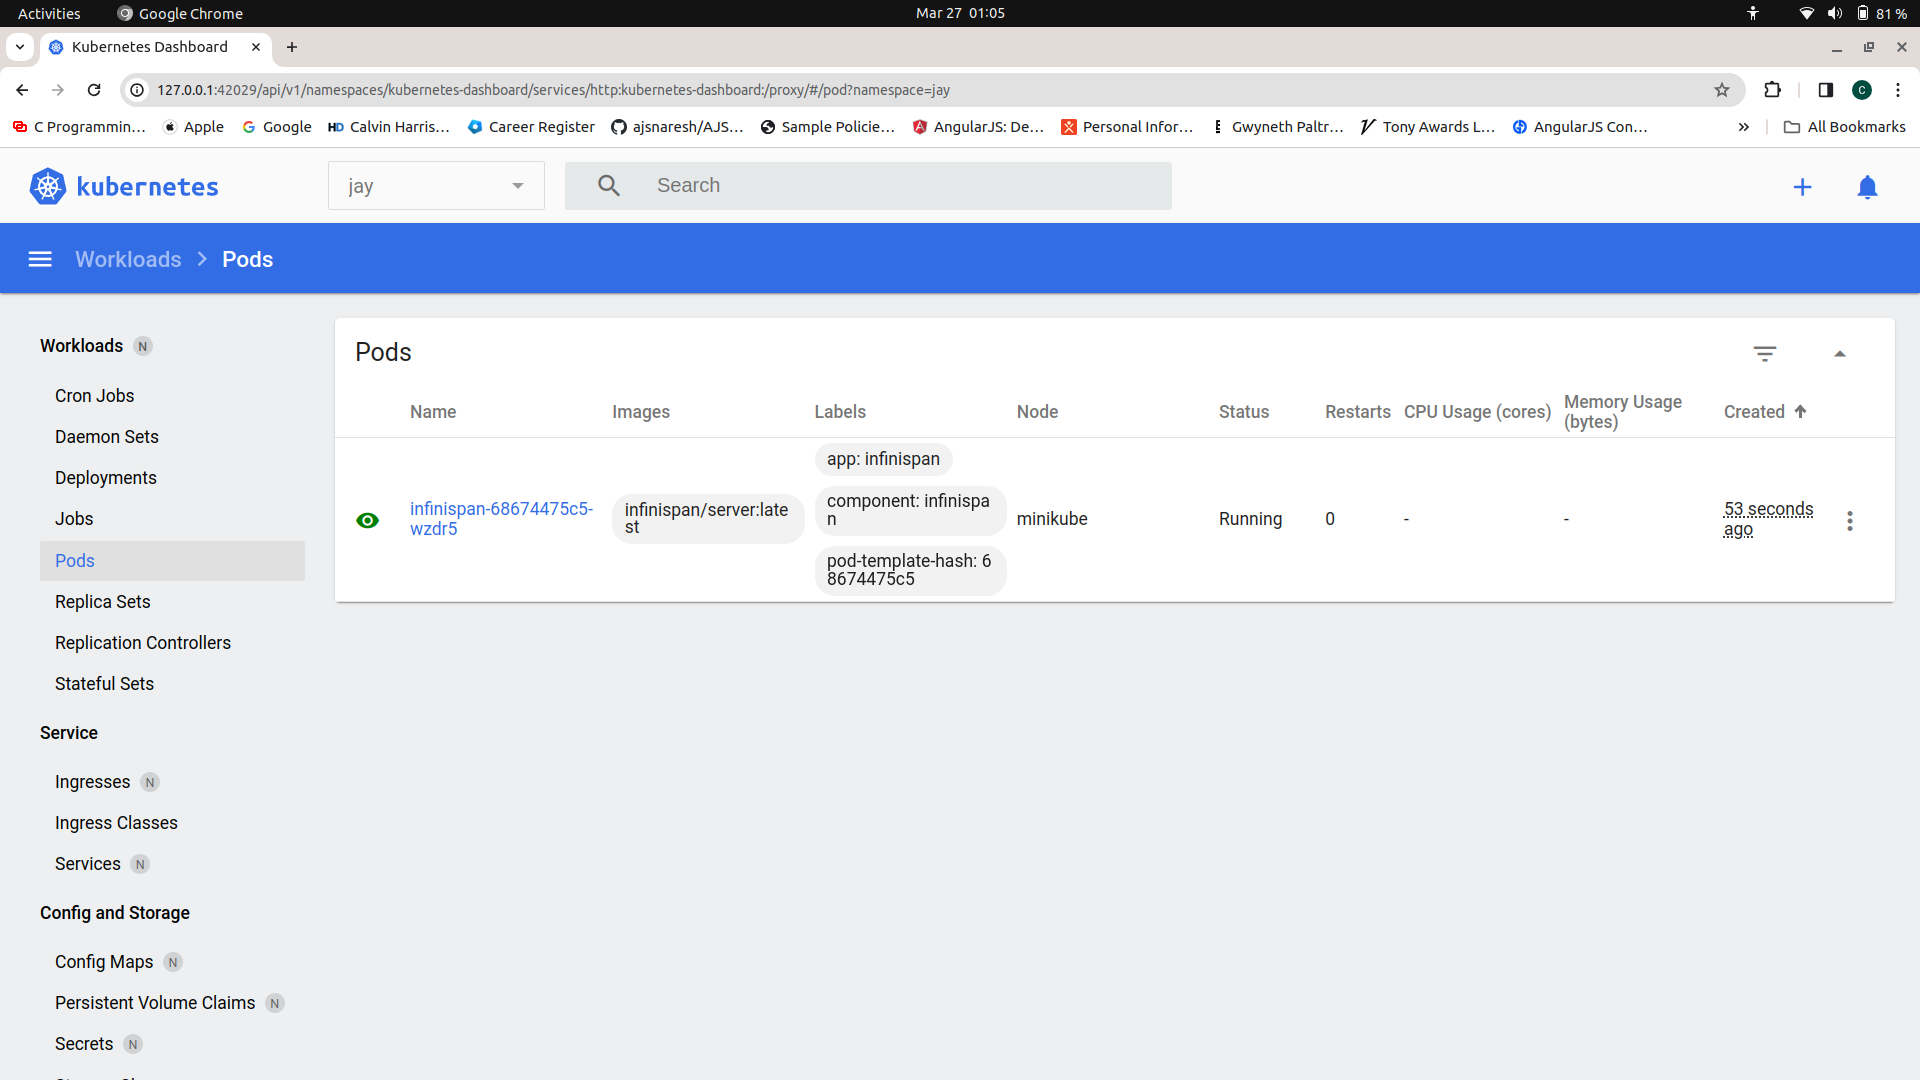 Activities
Google Chrome
Mar 27 01:05
81 %
Kubernetes Dashboard
127.0.0.1:42029/api/v1/namespaces/kubernetes-dashboard/services/http:kubernetes-dashboard:/proxy/#/pod?namespace=jay
C
C Programmin…
Apple
Google
HD Calvin Harris…
Career Register
ajsnaresh/AJS…
Sample Policie…
AngularJS: De…
Personal Infor…
Gwyneth Paltr…
Tony Awards L…
AngularJS Con…
All Bookmarks
kubernetes
jay
Search
Workloads
Pods
Workloads N
Cron Jobs
Daemon Sets
Deployments
Jobs
Pods
Replica Sets
Replication Controllers
Stateful Sets
Service
Ingresses N
Ingress Classes
Services N
Config and Storage
Config Maps N
Persistent Volume Claims N
Secrets N
Pods
Name
Images
Labels
Node
Status
Restarts
CPU Usage (cores)
Memory Usage
(bytes)
Created
infinispan-68674475c5-
wzdr5
infinispan/server:late
st
app: infinispan
component: infinispa
n
pod-template-hash: 6
8674475c5
minikube
Running
0
-
-
53 seconds
ago